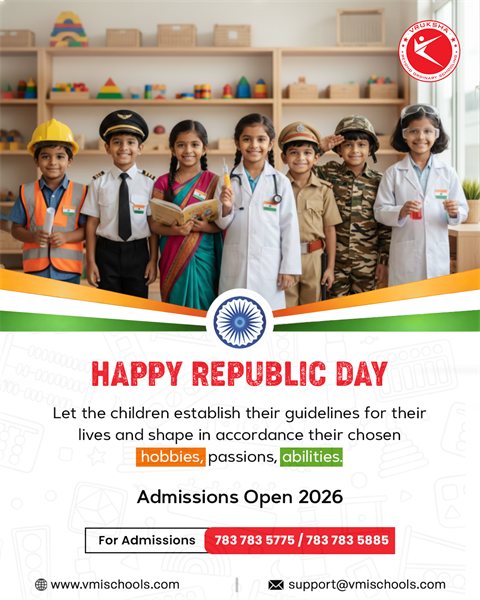 VRUKSHA
HAPPY REPUBLIC DAY
Let the children establish their guidelines for their
lives and shape in accordance their chosen
hobbies, passions, abilities.
Admissions Open 2026
For Admissions 783 783 5775 / 783 783 5885
www.vmischools.com | support@vmischools.com